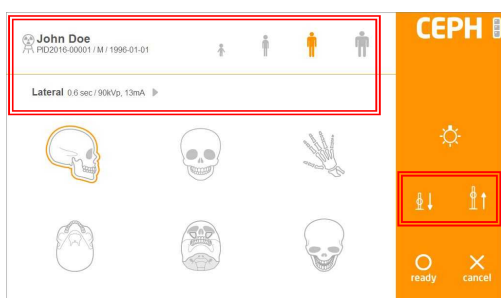 John Doe
PID2016-00001 / M / 1996-01-01
CEPH
Lateral 0.6 sec / 90kVp, 13mA
ready
cancel